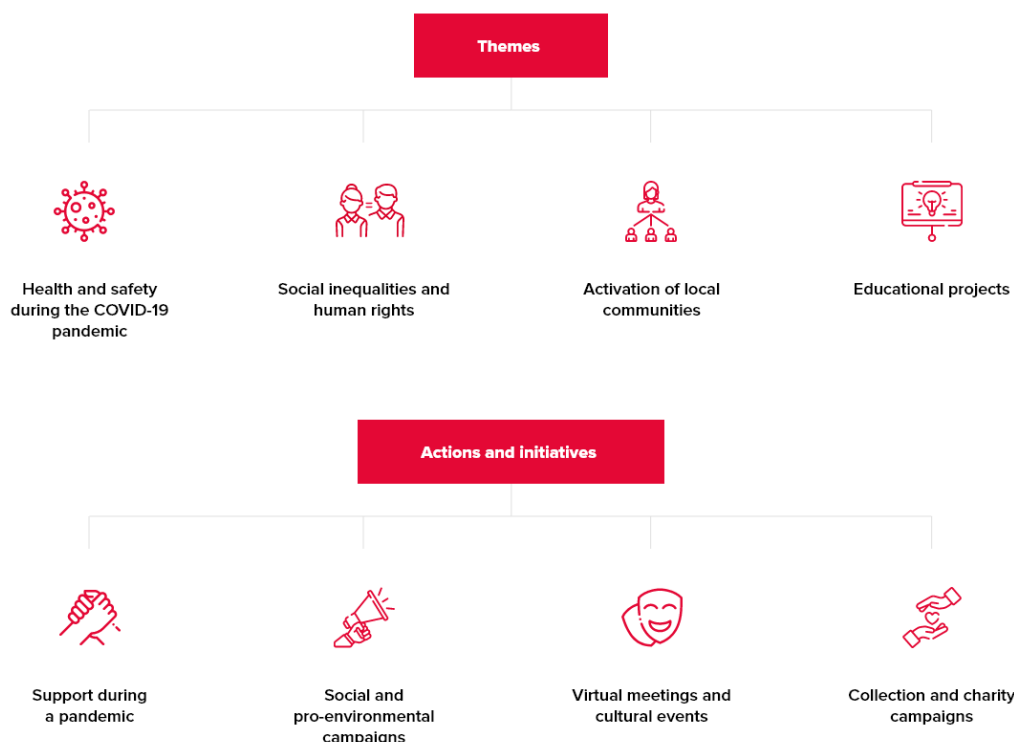 Themes
Health and safety
during the COVID-19
pandemic
Social inequalities and
human rights
Activation of local
communities
Educational projects
Actions and initiatives
Support during
a pandemic
Social and
pro-environmental
campaigns
Virtual meetings and
cultural events
Collection and charity
campaigns